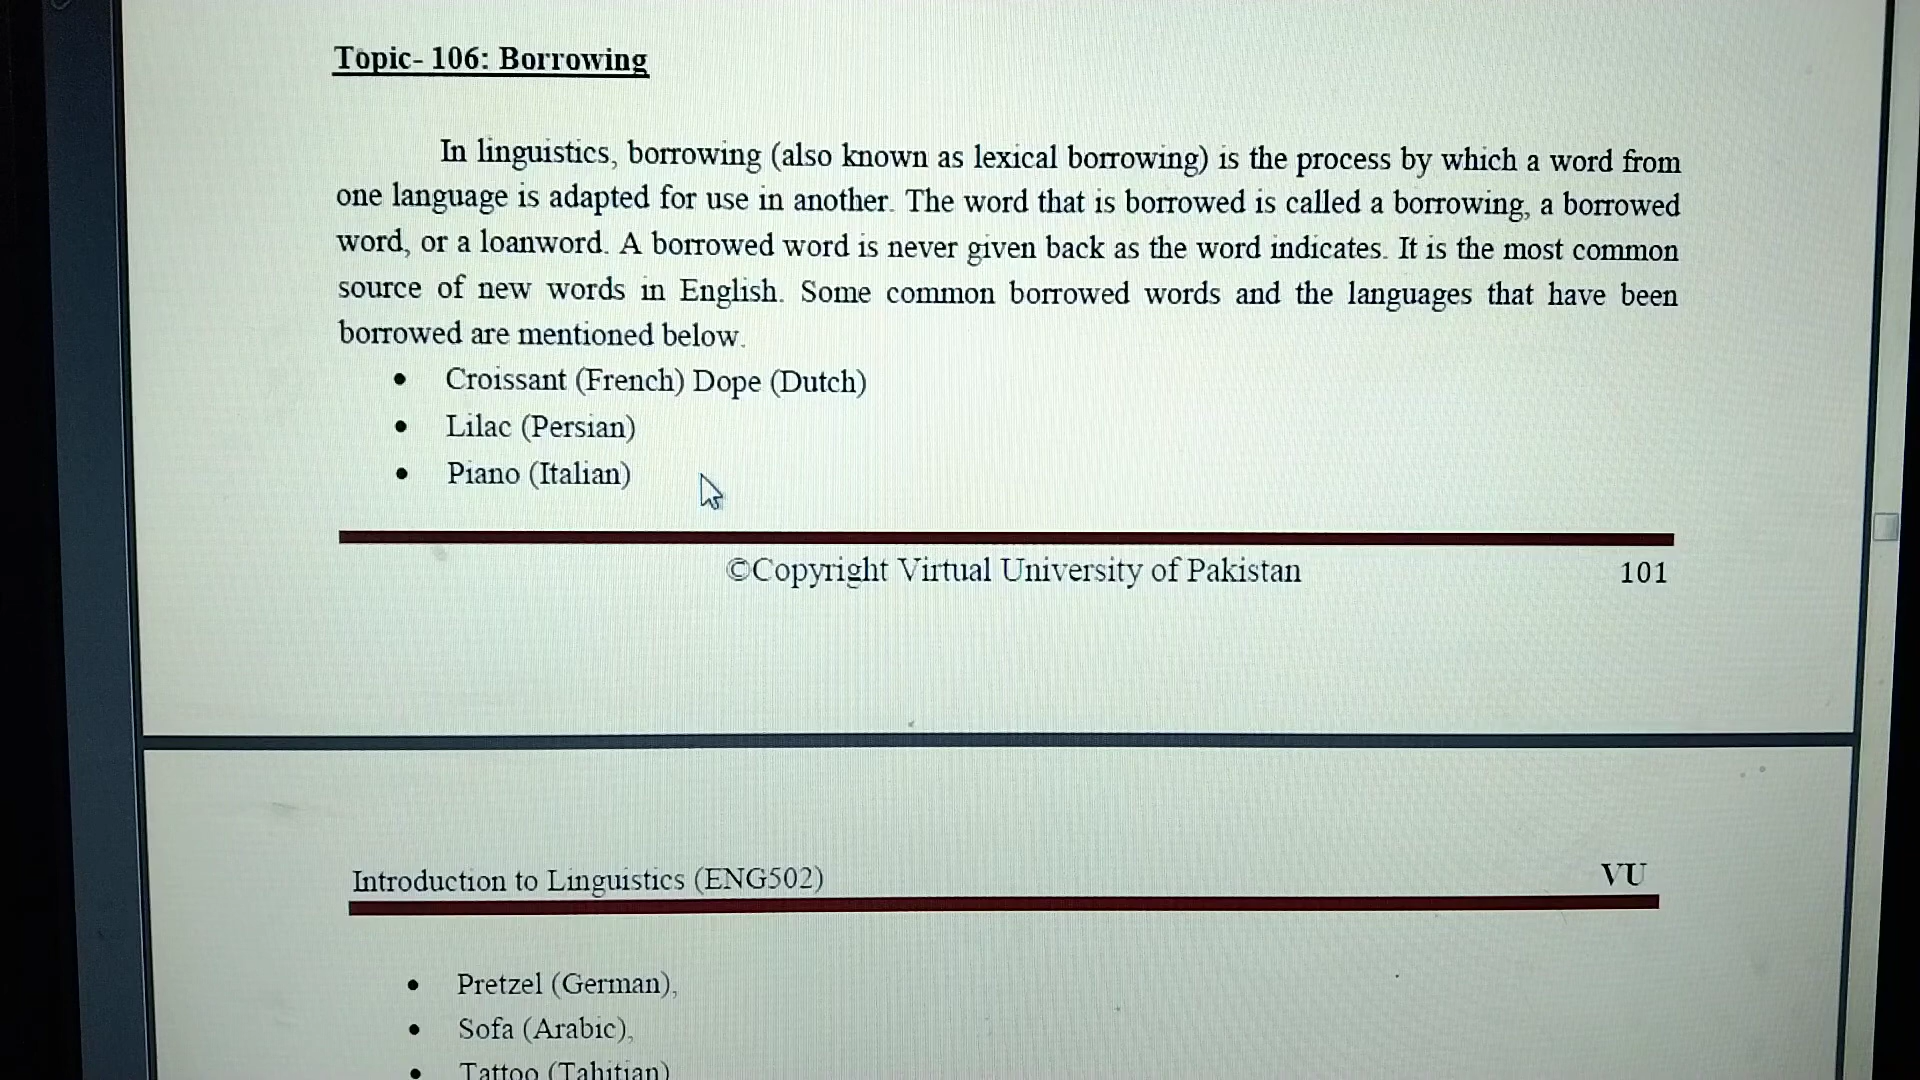 Topic- 106: Borrowing
In linguistics, borrowing (also known as lexical borrowing) is the process by which a word from
one language is adapted for use in another. The word that is borrowed is called a borrowing, a borrowed
word, or a loanword. A borrowed word is never given back as the word indicates. It is the most common
source of new words in English. Some common borrowed words and the languages that have been
borrowed are mentioned below.
• Croissant (French) Dope (Dutch)
• Lilac (Persian)
• Piano (Italian)
©Copyright Virtual University of Pakistan 101
Introduction to Linguistics (ENG502) VU
• Pretzel (German),
• Sofa (Arabic),
• Tattoo (Tahitian)